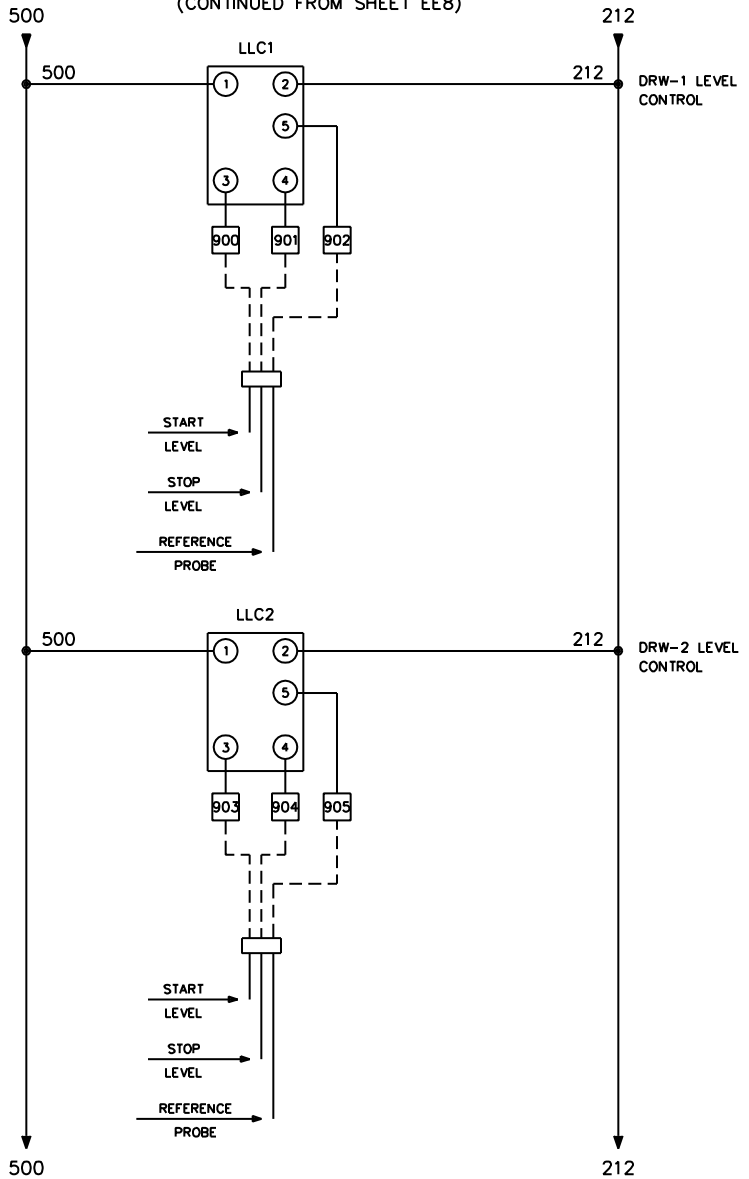 (CONTINUED FROM SHEET EE8)
500 212
LLC1
500 1 2 212 DRW-1 LEVEL
CONTROL
5
3 4
900 901 902
START
LEVEL
STOP
LEVEL
REFERENCE
PROBE
LLC2
500 1 2 212 DRW-2 LEVEL
CONTROL
5
3 4
903 904 905
START
LEVEL
STOP
LEVEL
REFERENCE
PROBE
500 212